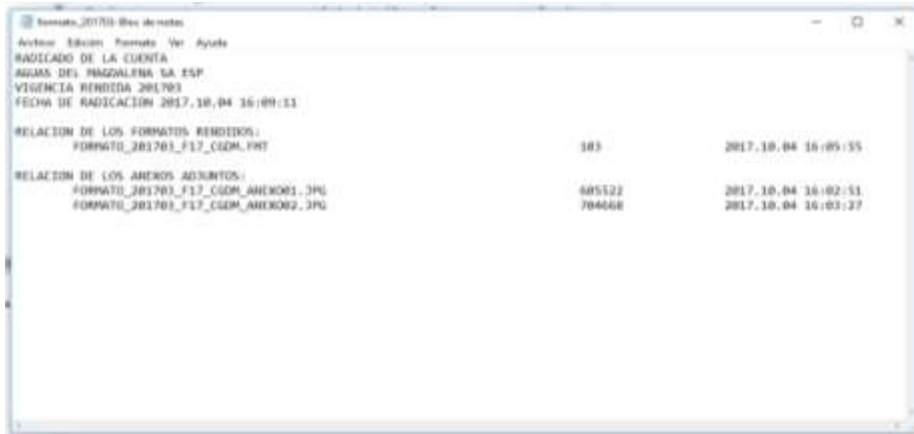 formato_201703: Bloc de notas
Archivo Edición Formato Ver Ayuda
RADICADO DE LA CUENTA
AGUAS DEL MAGDALENA SA ESP
VIGENCIA RENDIDA 201703
FECHA DE RADICACION 2017.10.04 16:09:11
RELACION DE LOS FORMATOS RENDIDOS:
FORMATO_201703_F17_CGDM.FMT 103 2017.10.04 16:05:55
RELACION DE LOS ANEXOS ADJUNTOS:
FORMATO_201703_F17_CGDM_ANEXO01.JPG 605522 2017.10.04 16:02:51
FORMATO_201703_F17_CGDM_ANEXO02.JPG 704660 2017.10.04 16:03:27